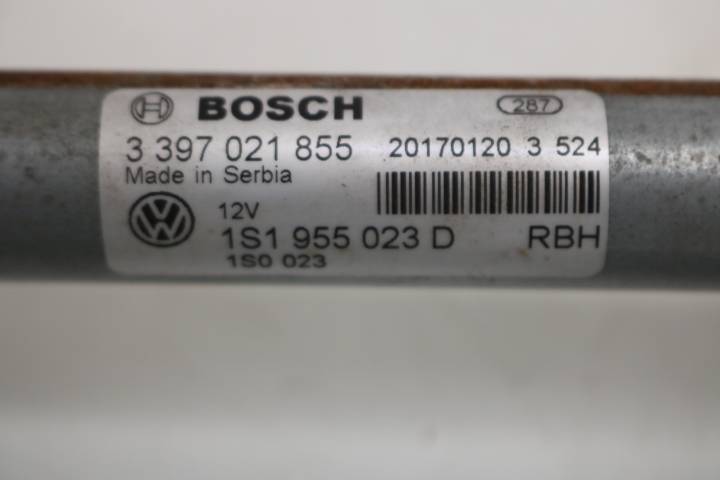 BOSCH 287
3 397 021 855 20170120 3 524
Made in Serbia
12V
1S1 955 023 D RBH
1S0 023